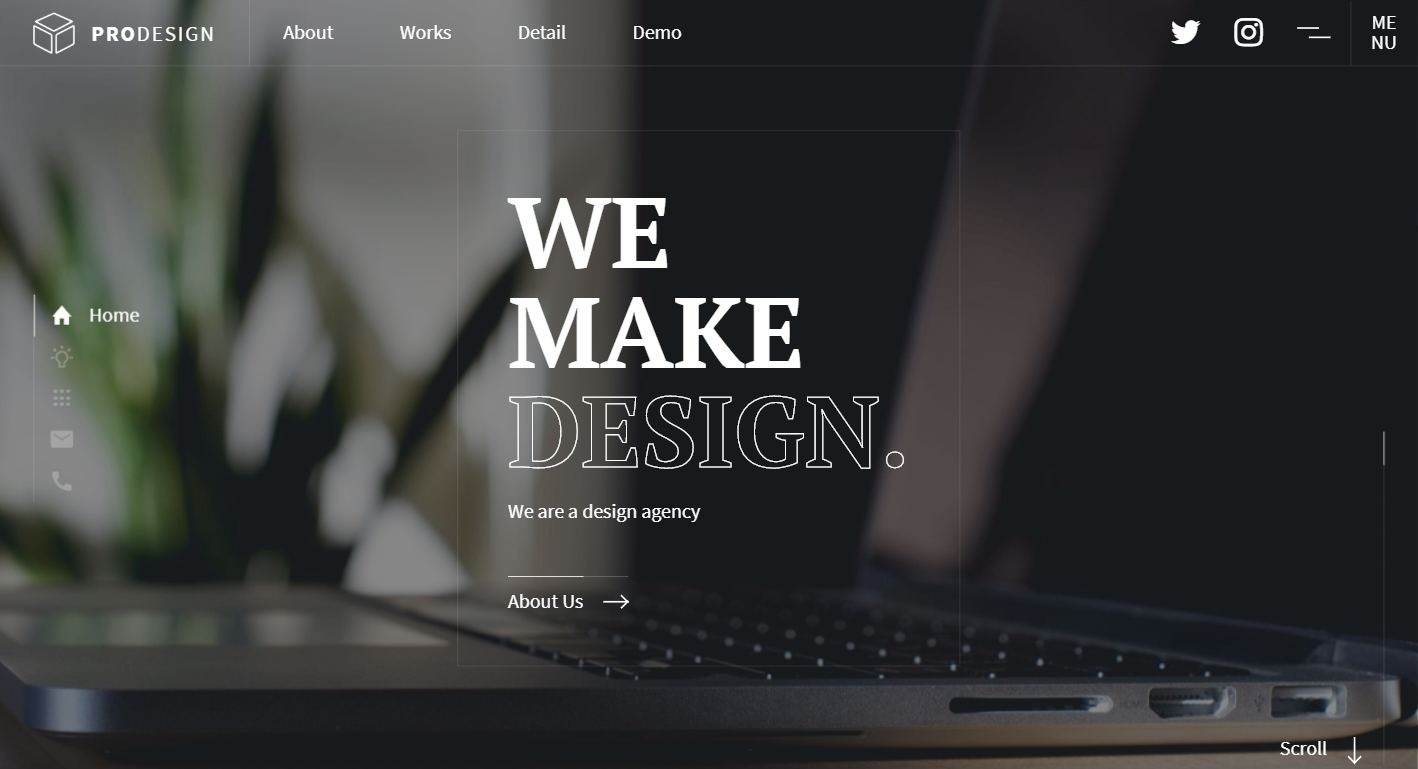 PRODESIGN
About
Works
Detail
Demo
ME
NU
WE
MAKE
DESIGN.
Home
We are a design agency
About Us
Scroll